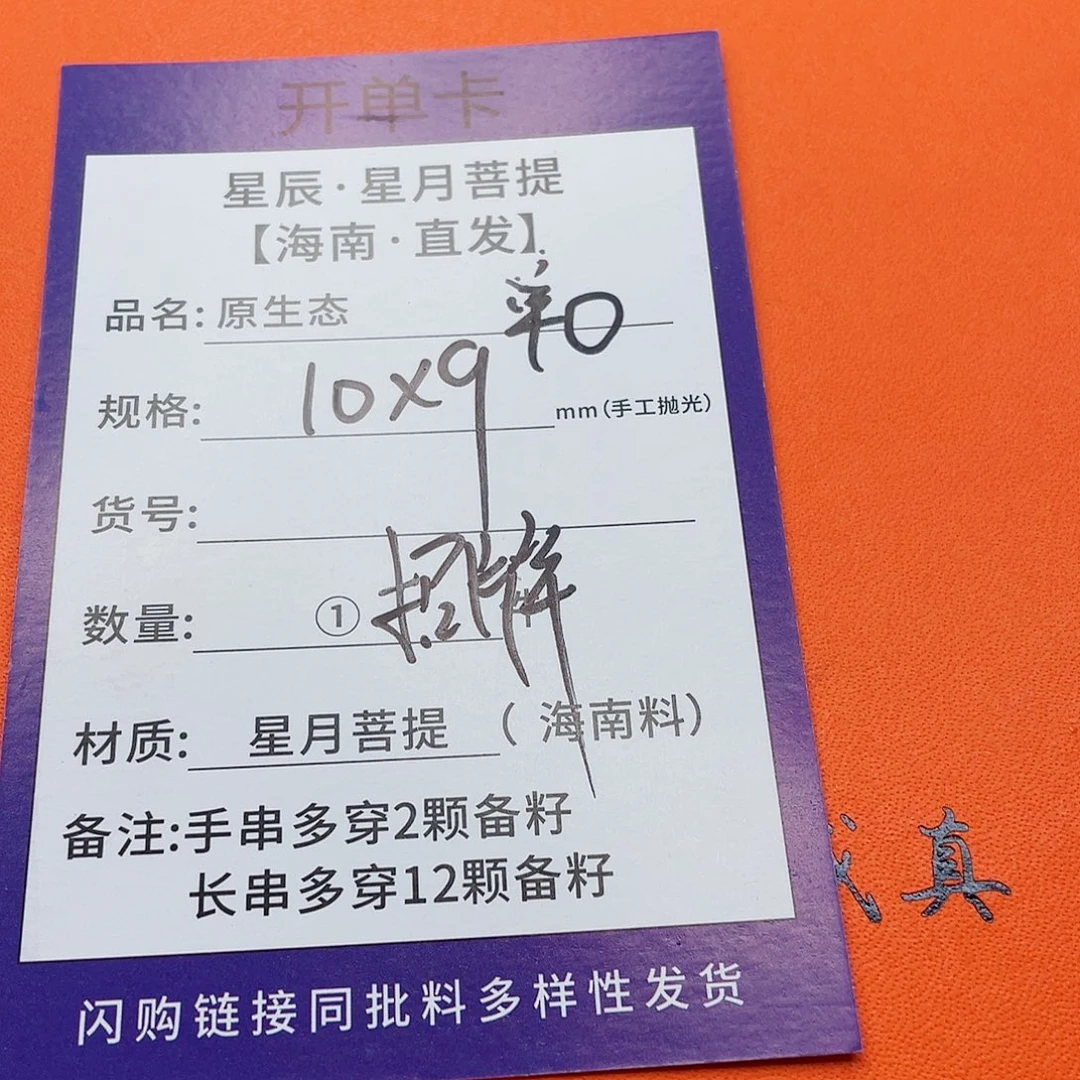 开单卡
星辰·星月菩提
【海南·直发】
品名: 原生态 单0
规格: 10X9 mm(手工抛光)
货号:
数量: ① 件
材质: 星月菩提 (海南料)
备注:手串多穿2颗备籽
长串多穿12颗备籽
闪购链接同批料多样性发货
真